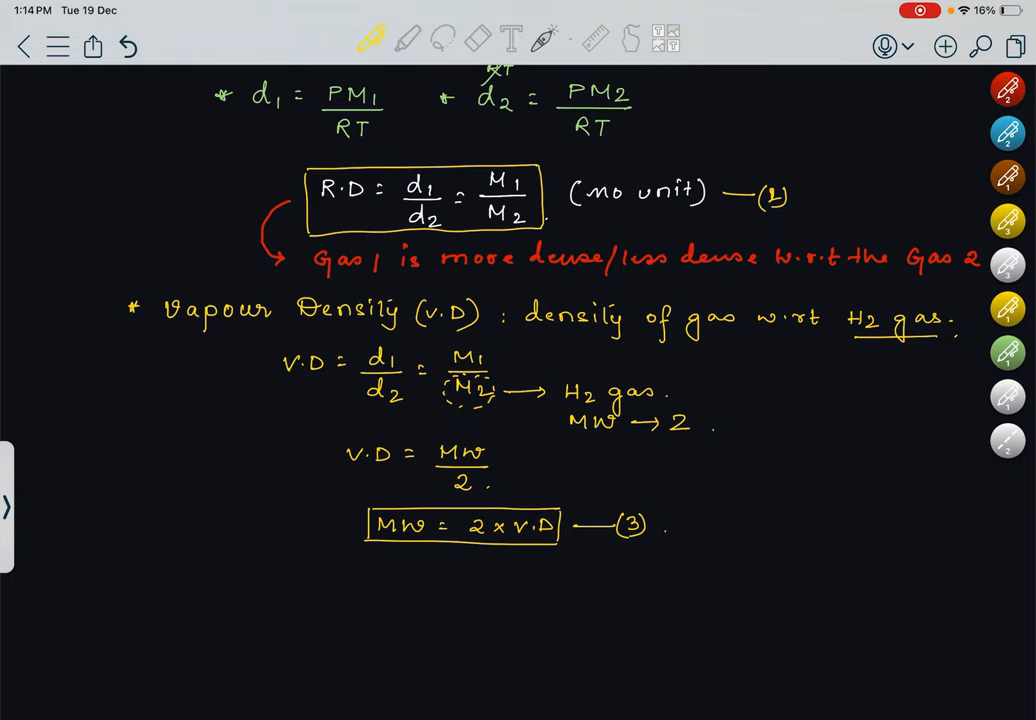 1:14 PM Tue 19 Dec 16%
RT
* d1 = PM1/RT * d2 = PM2/RT
R.D = d1/d2 = M1/M2. (no unit) —(2)
Gas 1 is more dense/less dense w.r.t the Gas 2
* Vapour Density (V.D) : density of gas w.r.t H2 gas.
V.D = d1/d2 = M1/M2 → H2 gas.
MW → 2.
V.D = MW/2.
MW = 2 × V.D —(3).